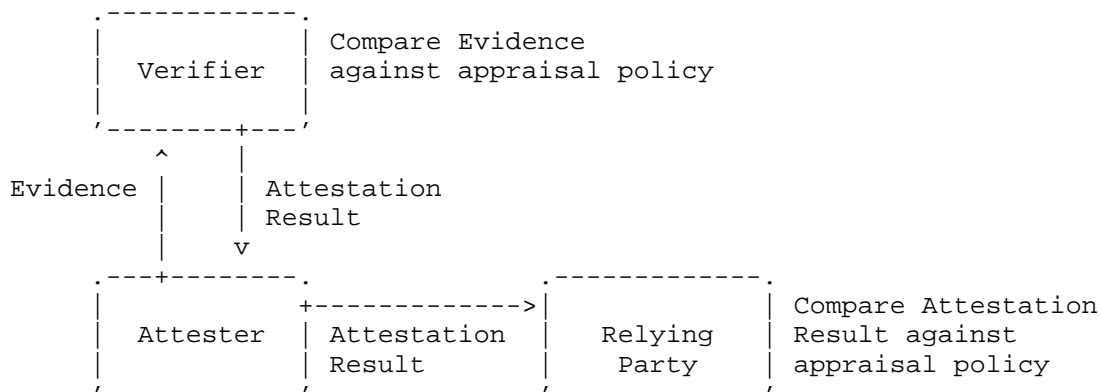 Compare Evidence
Verifier against appraisal policy
Evidence Attestation
Result
Compare Attestation
Attester Attestation Relying Result against
Result Party appraisal policy